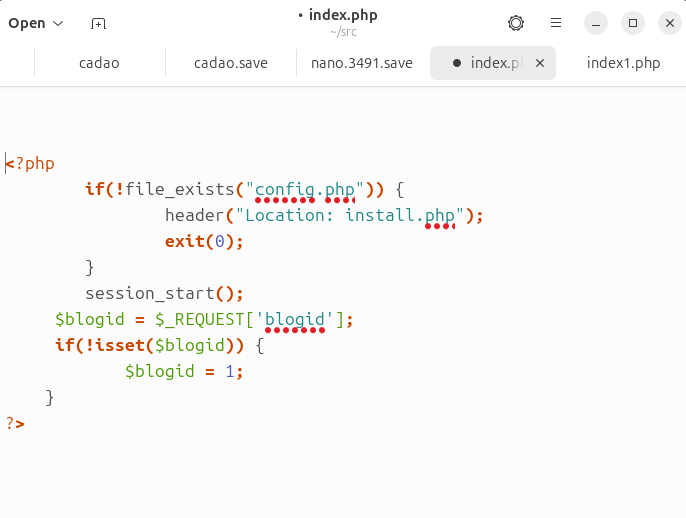 Open
• index.php
~/src
cadao
cadao.save
nano.3491.save
• index.p
index1.php
<?php
if(!file_exists("config.php")) {
header("Location: install.php");
exit(0);
}
session_start();
$blogid = $_REQUEST['blogid'];
if(!isset($blogid)) {
$blogid = 1;
}
?>